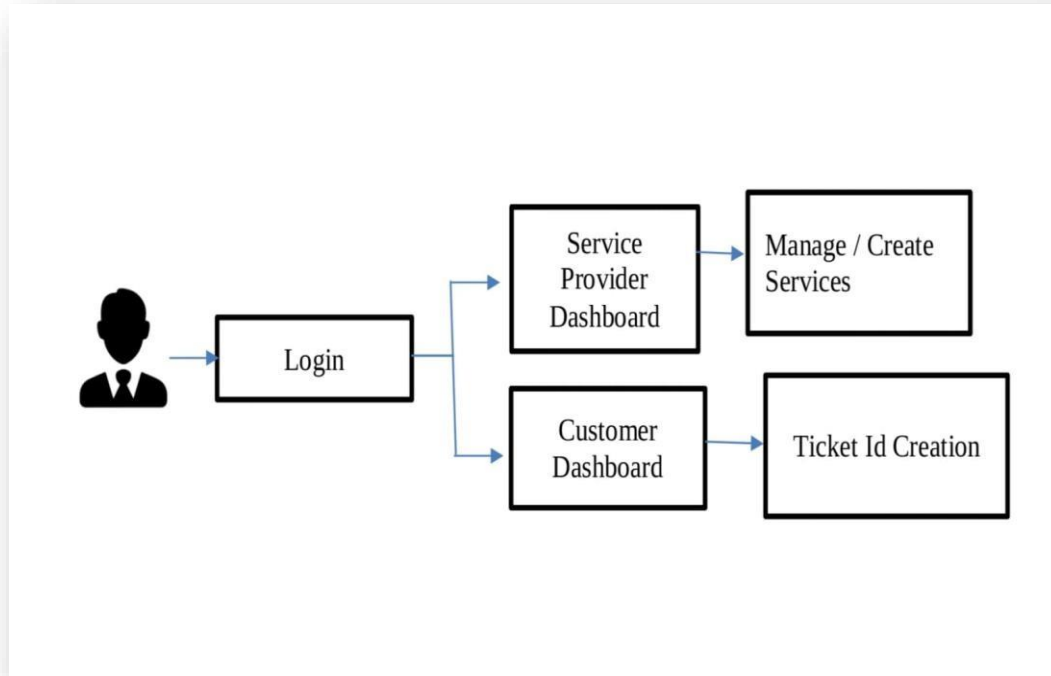 Login
Service
Provider
Dashboard
Manage / Create
Services
Customer
Dashboard
Ticket Id Creation